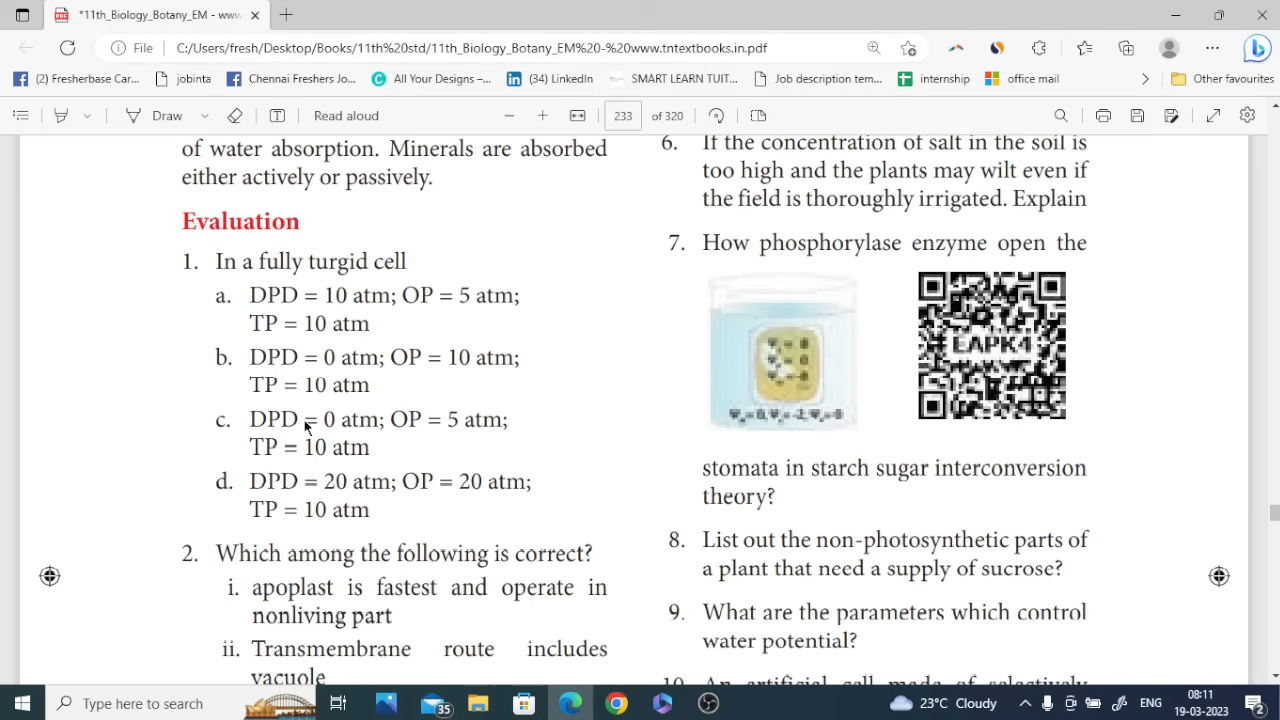 *11th_Biology_Botany_EM - www
File
C:/Users/fresh/Desktop/Books/11th%20std/11th_Biology_Botany_EM%20-%20www.tntextbooks.in.pdf
(2) Fresherbase Car...
jobinta
Chennai Freshers Jo...
All Your Designs –...
(34) LinkedIn
SMART LEARN TUIT...
Job description tem...
internship
office mail
Other favourites
Draw
Read aloud
233
of 320
of water absorption. Minerals are absorbed
either actively or passively.
Evaluation
1. In a fully turgid cell
a. DPD = 10 atm; OP = 5 atm;
TP = 10 atm
b. DPD = 0 atm; OP = 10 atm;
TP = 10 atm
c. DPD = 0 atm; OP = 5 atm;
TP = 10 atm
d. DPD = 20 atm; OP = 20 atm;
TP = 10 atm
2. Which among the following is correct?
i. apoplast is fastest and operate in
nonliving part
ii. Transmembrane route includes
vacuole
6. If the concentration of salt in the soil is
too high and the plants may wilt even if
the field is thoroughly irrigated. Explain
7. How phosphorylase enzyme open the
EAPK4
stomata in starch sugar interconversion
theory?
8. List out the non-photosynthetic parts of
a plant that need a supply of sucrose?
9. What are the parameters which control
water potential?
10. An artificial cell made of selectively
Type here to search
35
23°C Cloudy
ENG
08:11
19-03-2023
2